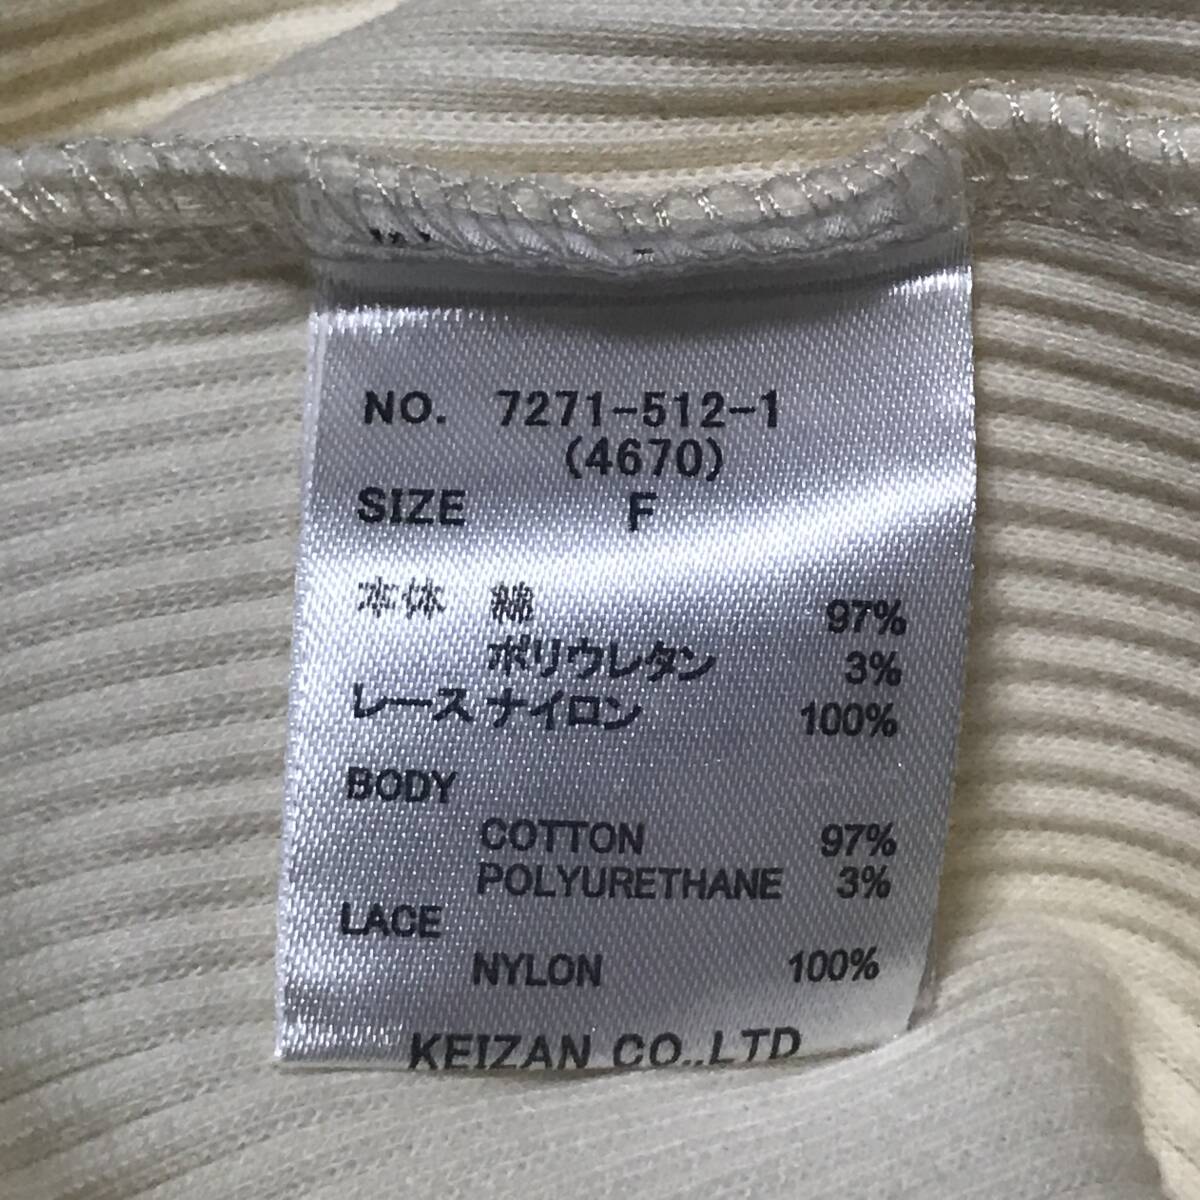 NO. 7271-512-1
(4670)
SIZE F
本体 綿 97%
ポリウレタン 3%
レース ナイロン 100%
BODY
COTTON 97%
POLYURETHANE 3%
LACE
NYLON 100%
KEIZAN CO.,LTD